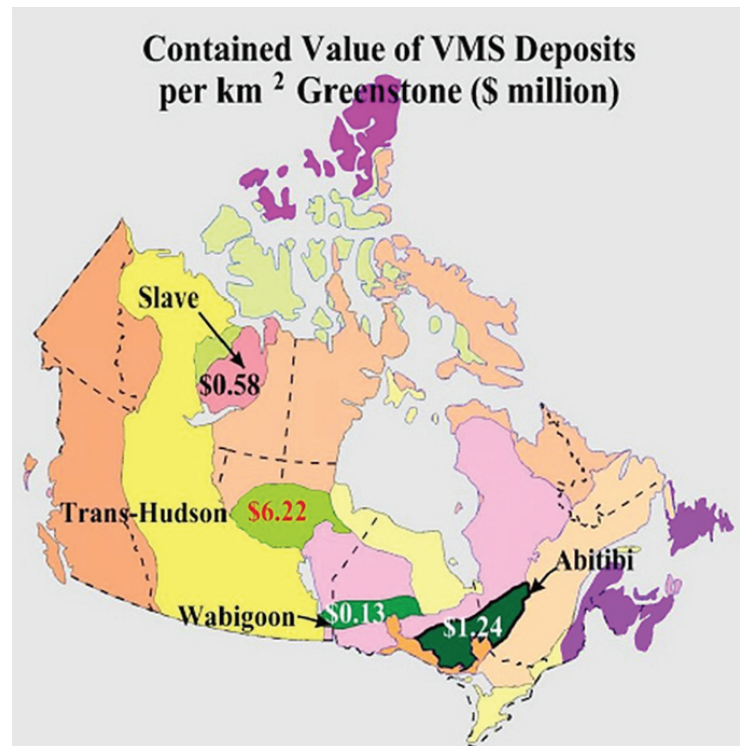 Contained Value of VMS Deposits
per km 2 Greenstone ($ million)
Slave
$0.58
Trans-Hudson
$6.22
Abitibi
Wabigoon
$0.13
$1.24